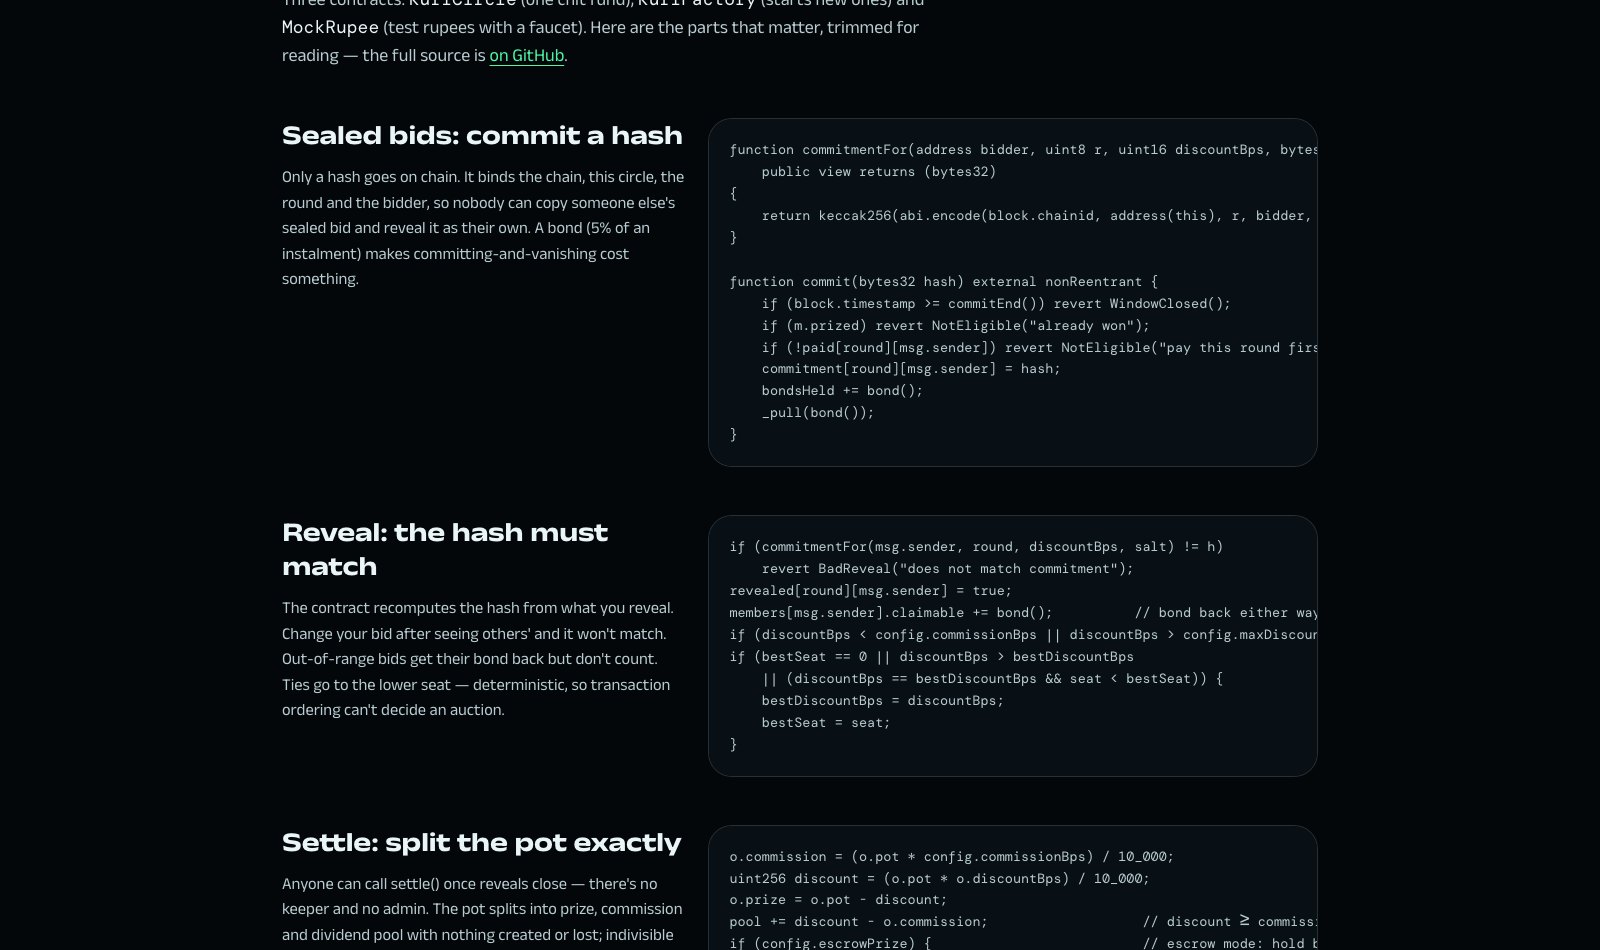 Three contracts: KuriCircle (one chit fund), KuriFactory (starts new ones) and
MockRupee (test rupees with a faucet). Here are the parts that matter, trimmed for
reading — the full source is on GitHub.
Sealed bids: commit a hash
Only a hash goes on chain. It binds the chain, this circle, the
round and the bidder, so nobody can copy someone else's
sealed bid and reveal it as their own. A bond (5% of an
instalment) makes committing-and-vanishing cost
something.
function commitmentFor(address bidder, uint8 r, uint16 discountBps, bytes
    public view returns (bytes32)
{
    return keccak256(abi.encode(block.chainid, address(this), r, bidder,
}
function commit(bytes32 hash) external nonReentrant {
    if (block.timestamp >= commitEnd()) revert WindowClosed();
    if (m.prized) revert NotEligible("already won");
    if (!paid[round][msg.sender]) revert NotEligible("pay this round firs
    commitment[round][msg.sender] = hash;
    bondsHeld += bond();
    _pull(bond());
}
Reveal: the hash must
match
The contract recomputes the hash from what you reveal.
Change your bid after seeing others' and it won't match.
Out-of-range bids get their bond back but don't count.
Ties go to the lower seat — deterministic, so transaction
ordering can't decide an auction.
if (commitmentFor(msg.sender, round, discountBps, salt) != h)
    revert BadReveal("does not match commitment");
revealed[round][msg.sender] = true;
members[msg.sender].claimable += bond();          // bond back either way
if (discountBps < config.commissionBps || discountBps > config.maxDiscoun
if (bestSeat == 0 || discountBps > bestDiscountBps
    || (discountBps == bestDiscountBps && seat < bestSeat)) {
    bestDiscountBps = discountBps;
    bestSeat = seat;
}
Settle: split the pot exactly
Anyone can call settle() once reveals close — there's no
keeper and no admin. The pot splits into prize, commission
and dividend pool with nothing created or lost; indivisible
o.commission = (o.pot * config.commissionBps) / 10_000;
uint256 discount = (o.pot * o.discountBps) / 10_000;
o.prize = o.pot - discount;
pool += discount - o.commission;                   // discount ≥ commissi
if (config.escrowPrize) {                          // escrow mode: hold b